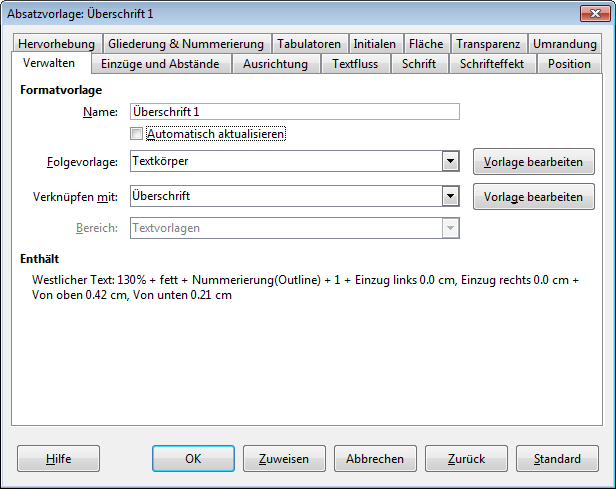 Absatzvorlage: Überschrift 1
Hervorhebung Gliederung & Nummerierung Tabulatoren Initialen Fläche Transparenz Umrandung
Verwalten Einzüge und Abstände Ausrichtung Textfluss Schrift Schrifteffekt Position
Formatvorlage
Name: Überschrift 1
Automatisch aktualisieren
Folgevorlage: Textkörper Vorlage bearbeiten
Verknüpfen mit: Überschrift Vorlage bearbeiten
Bereich: Textvorlagen
Enthält
Westlicher Text: 130% + fett + Nummerierung(Outline) + 1 + Einzug links 0.0 cm, Einzug rechts 0.0 cm +
Von oben 0.42 cm, Von unten 0.21 cm
Hilfe OK Zuweisen Abbrechen Zurück Standard